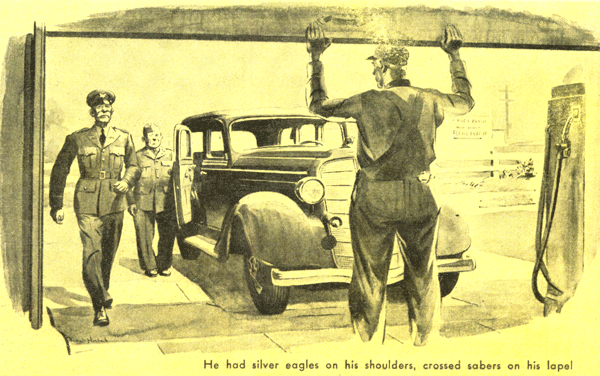 He had silver eagles on his shoulders, crossed sabers on his lapel